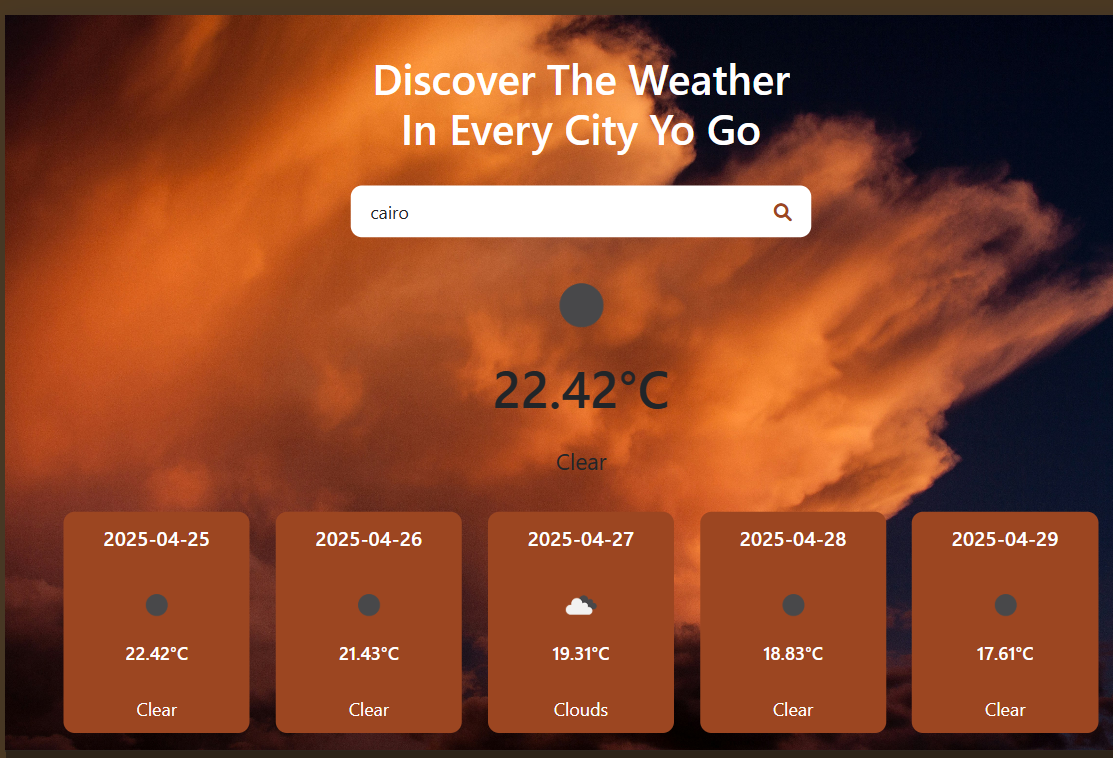 Discover The Weather
In Every City Yo Go
cairo
22.42°C
Clear
2025-04-25
22.42°C
Clear
2025-04-26
21.43°C
Clear
2025-04-27
19.31°C
Clouds
2025-04-28
18.83°C
Clear
2025-04-29
17.61°C
Clear